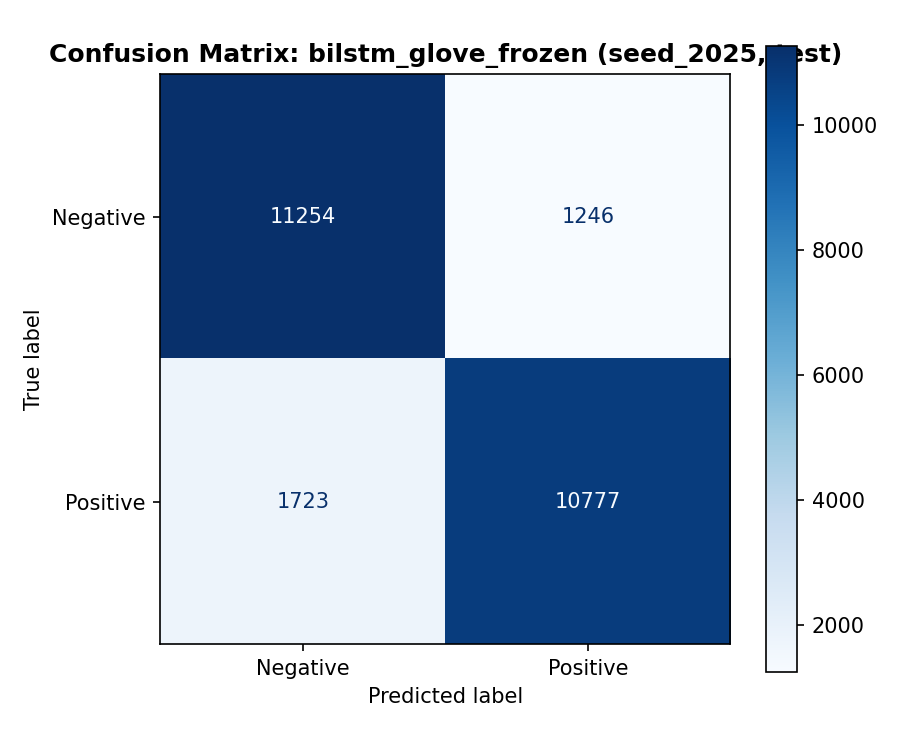 Confusion Matrix: bilstm_glove_frozen (seed_2025, test)
10000
8000
6000
4000
2000
Negative
11254
1246
True label
Positive
1723
10777
Negative
Positive
Predicted label